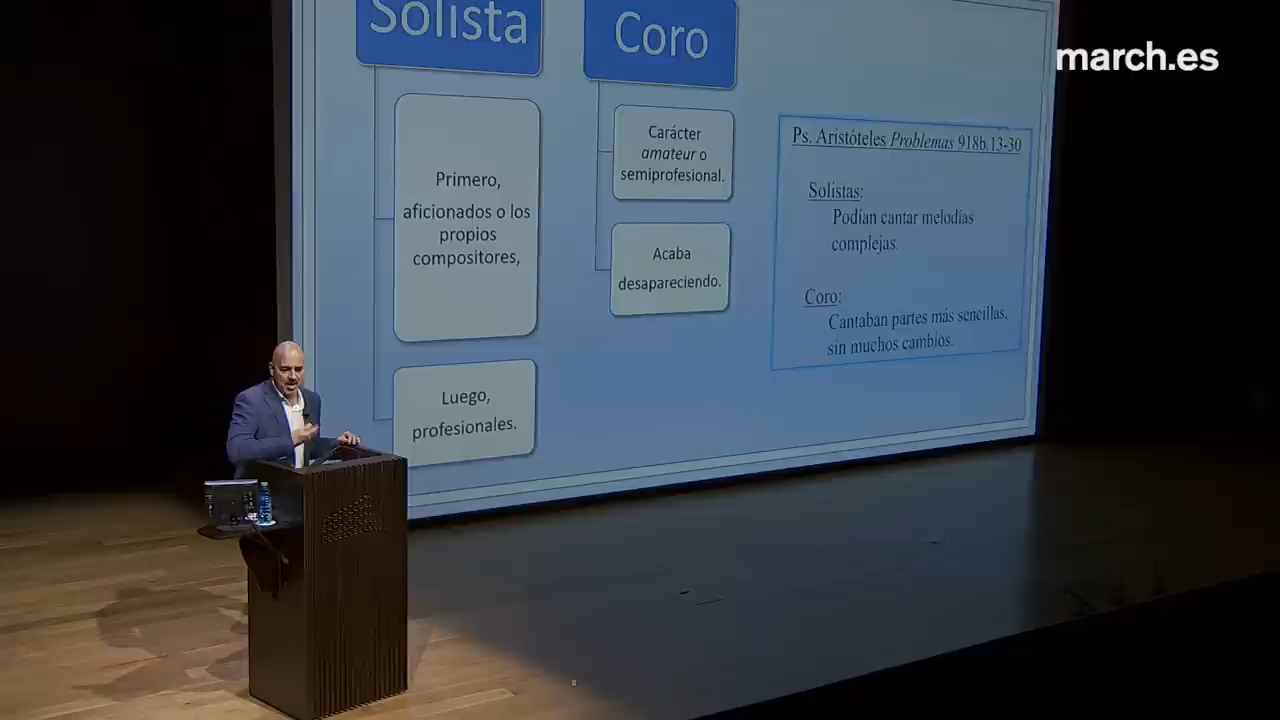 Solista
Primero,
aficionados o los
propios
compositores,
Luego,
profesionales.
Coro
Carácter
amateur o
semiprofesional.
Acaba
desapareciendo.
Ps. Aristóteles Problemas 918b.13-30
Solistas:
Podían cantar melodías
complejas.
Coro:
Cantaban partes más sencillas,
sin muchos cambios.
march.es